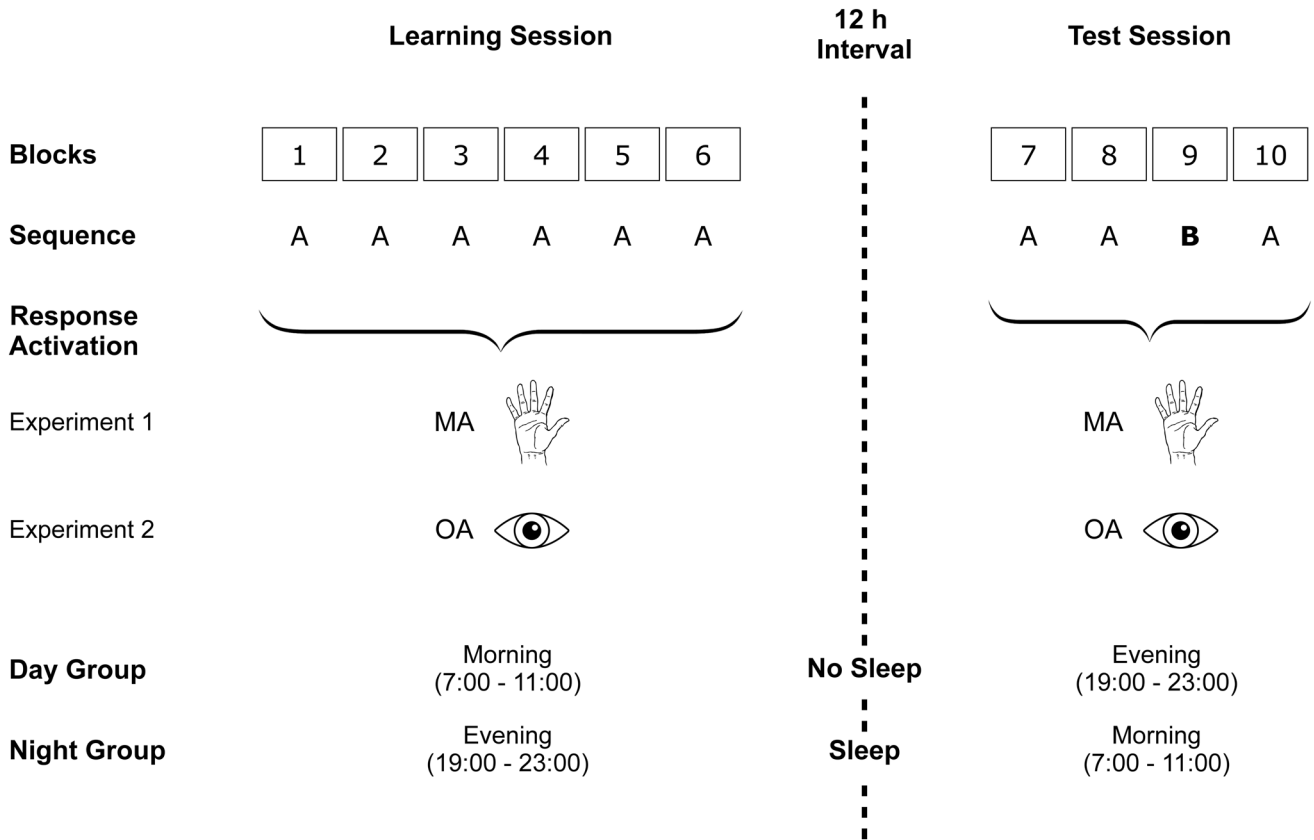 Learning Session
12 h
Interval
Test Session
Blocks
1 2 3 4 5 6 7 8 9 10
Sequence
A A A A A A A A B A
Response
Activation
Experiment 1
MA
MA
Experiment 2
OA
OA
Day Group
Morning
(7:00 - 11:00)
No Sleep
Evening
(19:00 - 23:00)
Night Group
Evening
(19:00 - 23:00)
Sleep
Morning
(7:00 - 11:00)